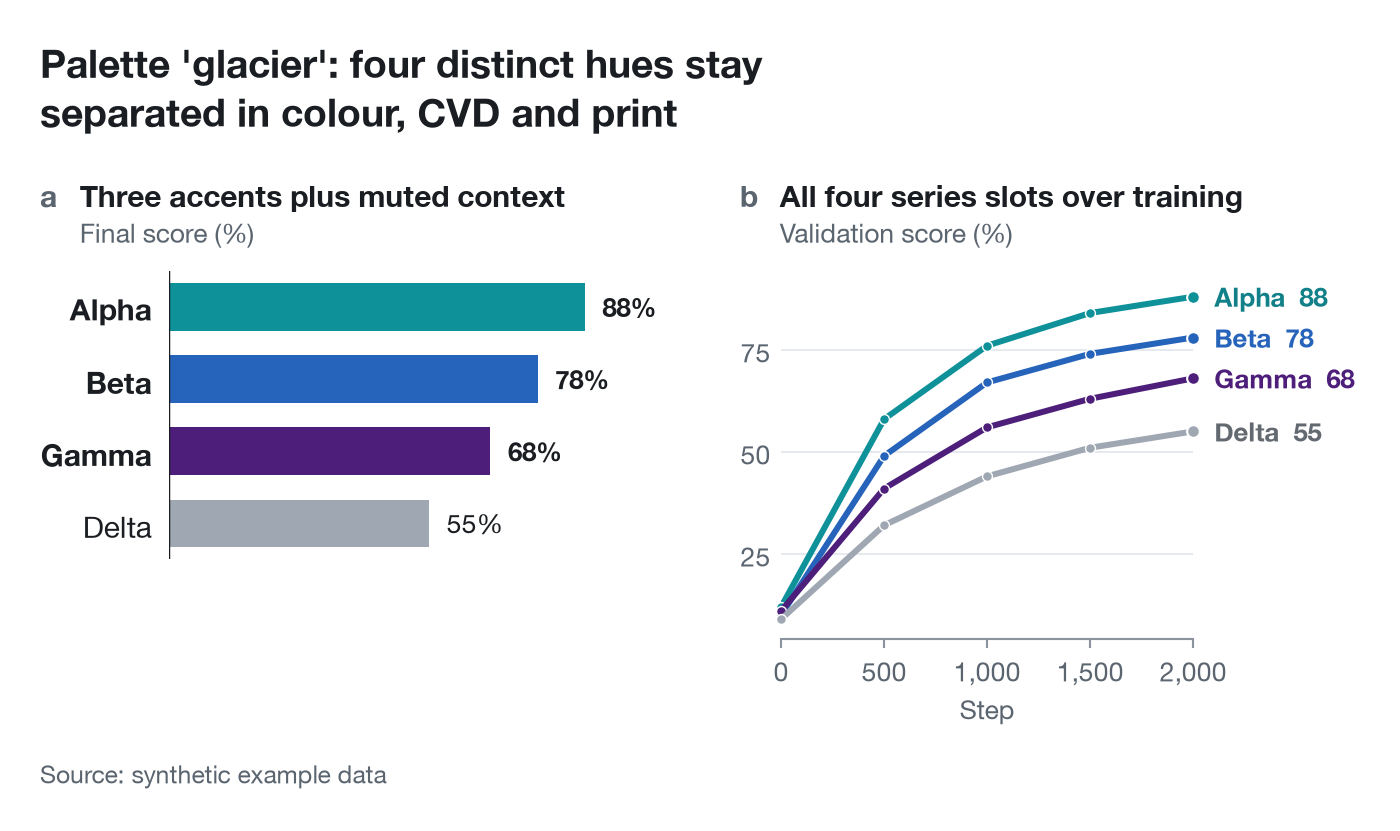 Palette 'glacier': four distinct hues stay
separated in colour, CVD and print
a Three accents plus muted context
Final score (%)
Alpha 88%
Beta 78%
Gamma 68%
Delta 55%
b All four series slots over training
Validation score (%)
75
50
25
Alpha 88
Beta 78
Gamma 68
Delta 55
0 500 1,000 1,500 2,000
Step
Source: synthetic example data